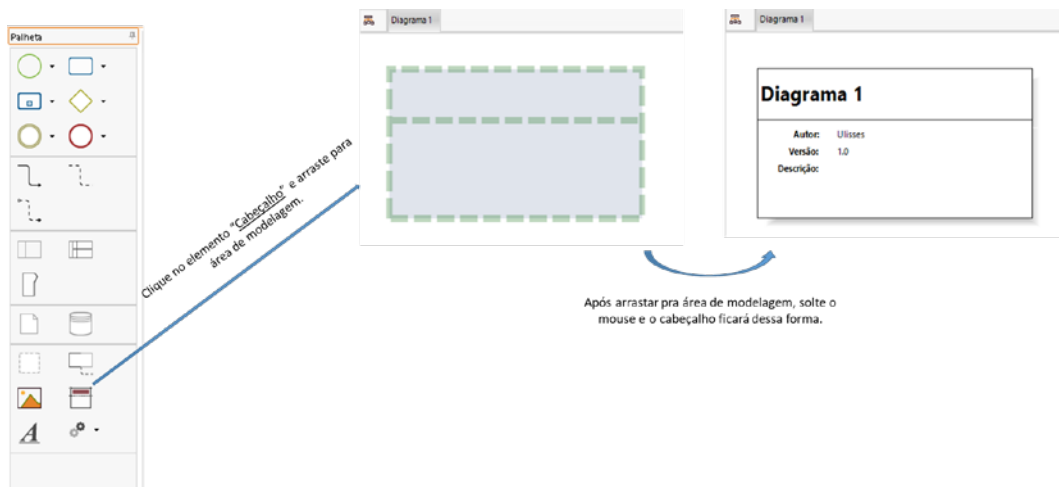 Palheta
Clique no elemento "Cabeçalho" e arraste para
área de modelagem.
Diagrama 1
Diagrama 1
Diagrama 1
Autor: Ulisses
Versão: 1.0
Descrição:
Após arrastar pra área de modelagem, solte o
mouse e o cabeçalho ficará dessa forma.
A